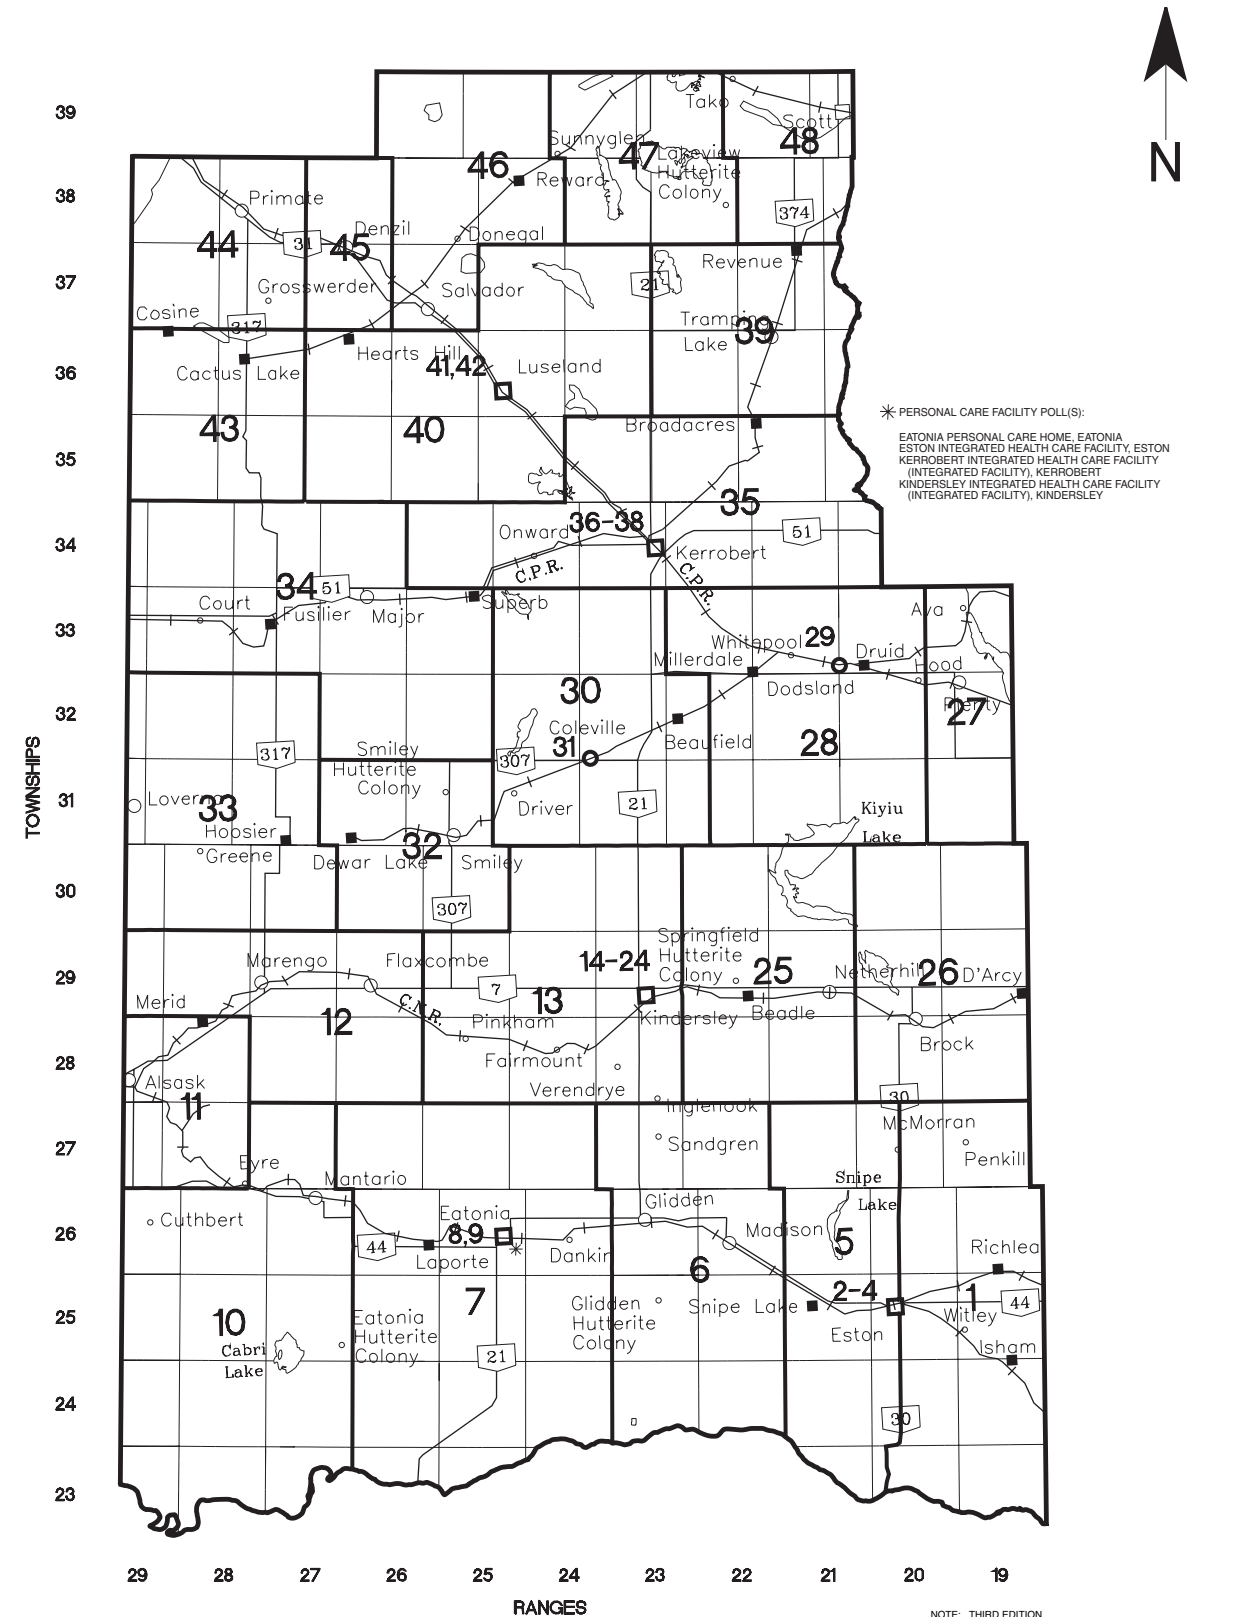 N
39
Tako
Scott
48
Sunnyglen
47
Lakeview
Hutterite
Colony
46
Reward
38
Primate
374
44
31
45
Denzil
Donegal
Revenue
37
Grosswerder
Salvador
21
Cosine
317
Tramping
Lake
39
Hearts Hill
41,42
Luseland
36
Cactus Lake
43
40
Broadacres
PERSONAL CARE FACILITY POLL(S):
EATONIA PERSONAL CARE HOME, EATONIA
ESTON INTEGRATED HEALTH CARE FACILITY, ESTON
KERROBERT INTEGRATED HEALTH CARE FACILITY
(INTEGRATED FACILITY), KERROBERT
KINDERSLEY INTEGRATED HEALTH CARE FACILITY
(INTEGRATED FACILITY), KINDERSLEY
35
35
36-38
Onward
51
34
Kerrobert
C.P.R.
C.P.R.
34
51
Court
Fusilier
Major
Superb
Ava
33
Whitepool
29
Millerdale
Druid
Hood
Dodsland
30
32
Plenty
27
Coleville
31
Beaufield
28
317
Smiley
Hutterite
Colony
307
TOWNSHIPS
31
Loverna
33
Driver
21
Kiyiu
Lake
Hoosier
Greene
32
Dewar Lake
Smiley
30
307
Springfield
Hutterite
Colony
14-24
25
Netherhill
26
D'Arcy
Marengo
Flaxcombe
29
7
13
Merid
C.N.R.
12
Pinkham
Kindersley
Beadle
Fairmount
Brock
28
Alsask
11
Verendrye
Inglenook
30
McMorran
27
Sandgren
Penkill
Eyre
Mantario
Snipe
Lake
Glidden
Cuthbert
Eatonia
8,9
26
44
Laporte
Dankin
Madison
5
Richlea
6
7
2-4
1
44
25
10
Eatonia
Hutterite
Colony
Glidden
Hutterite
Colony
Snipe Lake
Eston
Witley
Isham
Cabri
Lake
21
24
30
23
29 28 27 26 25 24 23 22 21 20 19
RANGES
NOTE: THIRD EDITION